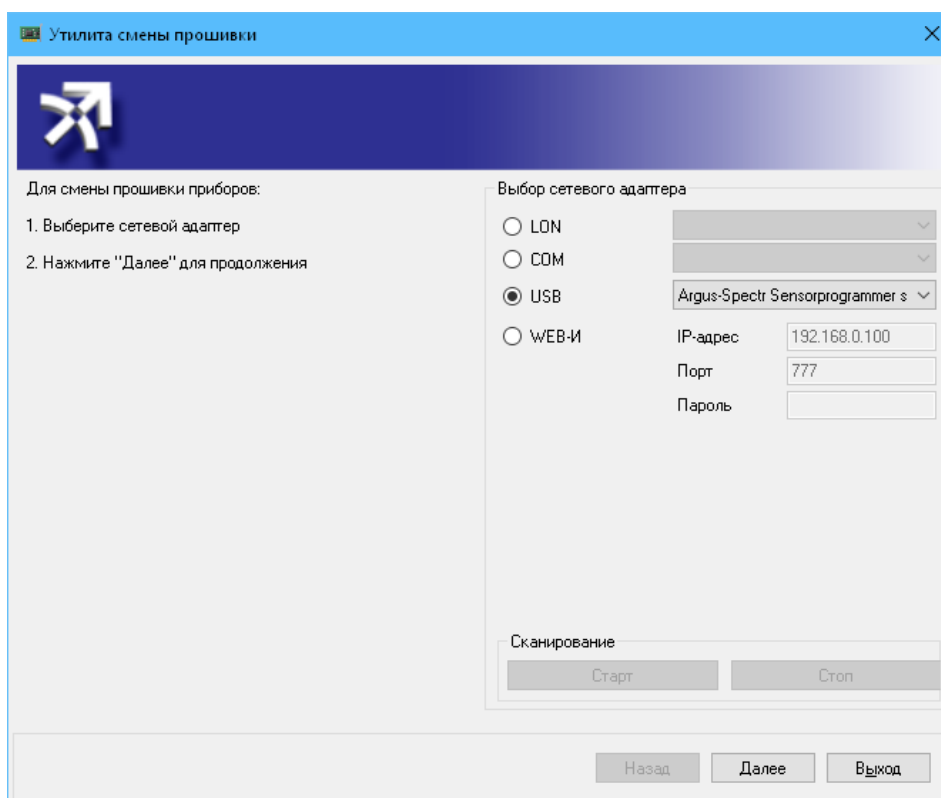 Утилита смены прошивки
Для смены прошивки приборов:
1. Выберите сетевой адаптер
2. Нажмите "Далее" для продолжения
Выбор сетевого адаптера
LON
COM
USB
Argus-Spectr Sensorprogrammer s
WEB-И
IP-адрес
192.168.0.100
Порт
777
Пароль
Сканирование
Старт
Стоп
Назад
Далее
Выход